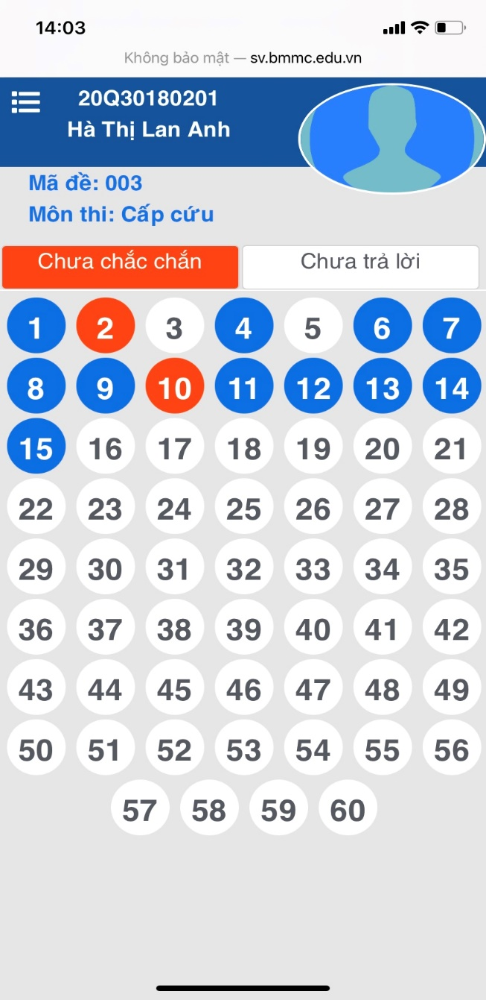 14:03
Không bảo mật — sv.bmmc.edu.vn
20Q30180201
Hà Thị Lan Anh
Mã đề: 003
Môn thi: Cấp cứu
Chưa chắc chắn Chưa trả lời
1 2 3 4 5 6 7
8 9 10 11 12 13 14
15 16 17 18 19 20 21
22 23 24 25 26 27 28
29 30 31 32 33 34 35
36 37 38 39 40 41 42
43 44 45 46 47 48 49
50 51 52 53 54 55 56
57 58 59 60